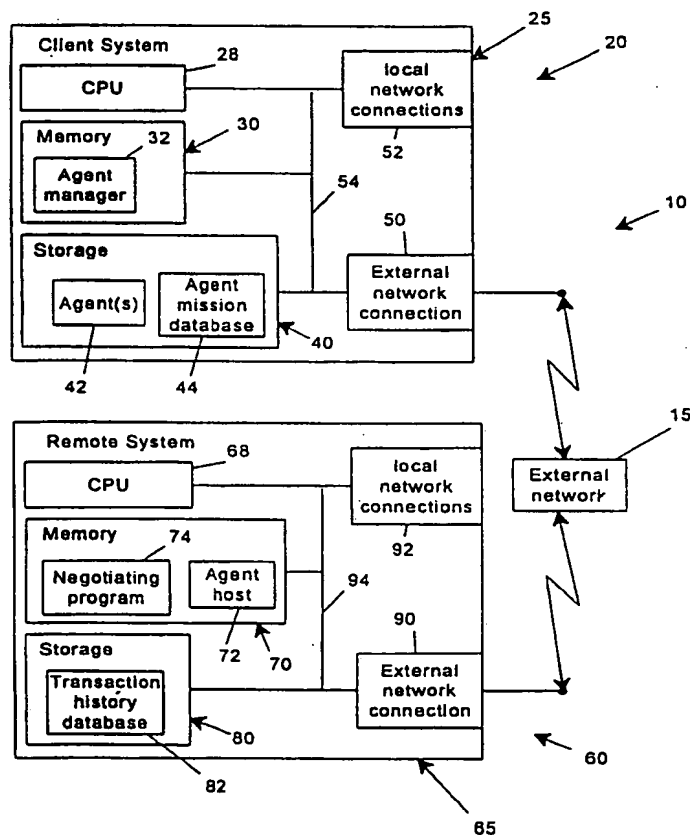 Client System
28
25
20
CPU
local
network
connections
52
Memory
32
30
Agent
manager
54
10
50
Storage
Agent(s)
Agent
mission
database
External
network
connection
40
42
44
15
External
network
Remote System
68
CPU
local
network
connections
92
Memory
74
Negotiating
program
Agent
host
94
72
70
90
Storage
Transaction
history
database
External
network
connection
80
82
60
65